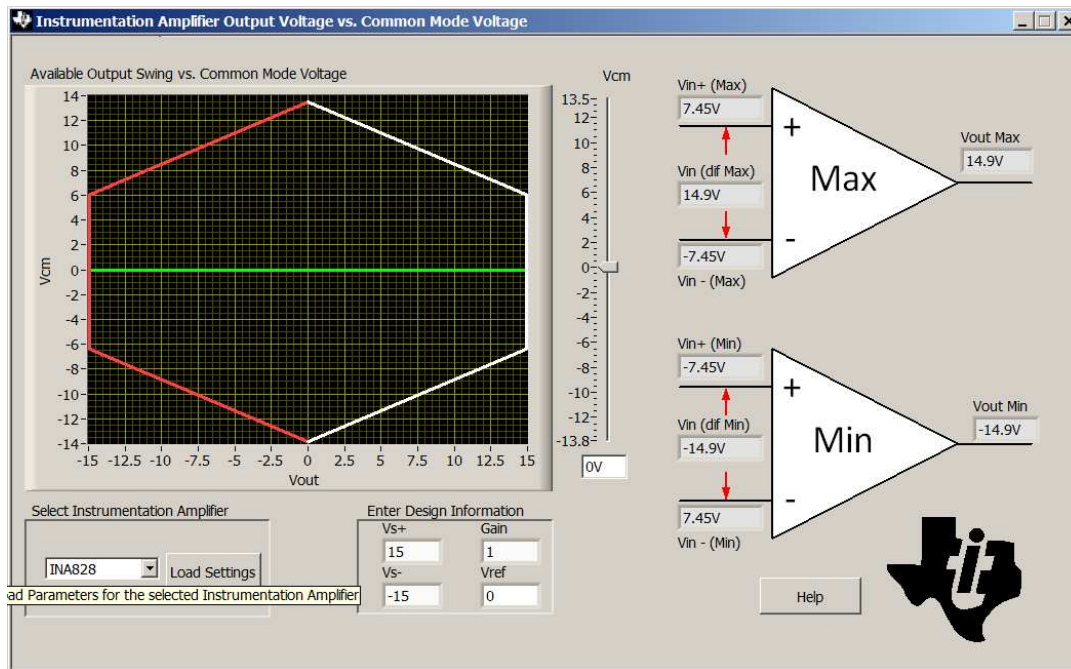 Instrumentation Amplifier Output Voltage vs. Common Mode Voltage
Available Output Swing vs. Common Mode Voltage
Vcm
14
12
10
8
6
4
2
0
-2
-4
-6
-8
-10
-12
-14
-15 -12.5 -10 -7.5 -5 -2.5 0 2.5 5 7.5 10 12.5 15
Vout
Vcm
13.5
12
10
8
6
4
2
0
-2
-4
-6
-8
-10
-12
-13.8
0V
Vin+ (Max)
7.45V
Vin (dif Max)
14.9V
-7.45V
Vin - (Max)
+
Max
-
Vout Max
14.9V
Vin+ (Min)
-7.45V
Vin (dif Min)
-14.9V
7.45V
Vin - (Min)
+
Min
-
Vout Min
-14.9V
Select Instrumentation Amplifier
INA828
Load Settings
ad Parameters for the selected Instrumentation Amplifier
Enter Design Information
Vs+ Gain
15 1
Vs- Vref
-15 0
Help